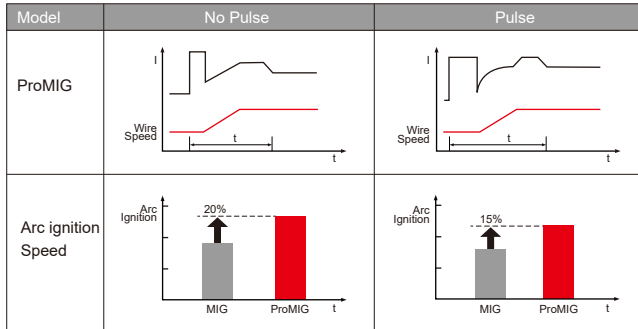 Model
No Pulse
Pulse
ProMIG
I
Wire
Speed
t
t
I
Wire
Speed
t
t
Arc ignition
Speed
Arc
Ignition
20%
MIG
ProMIG
t
Arc
Ignition
15%
MIG
ProMIG
t